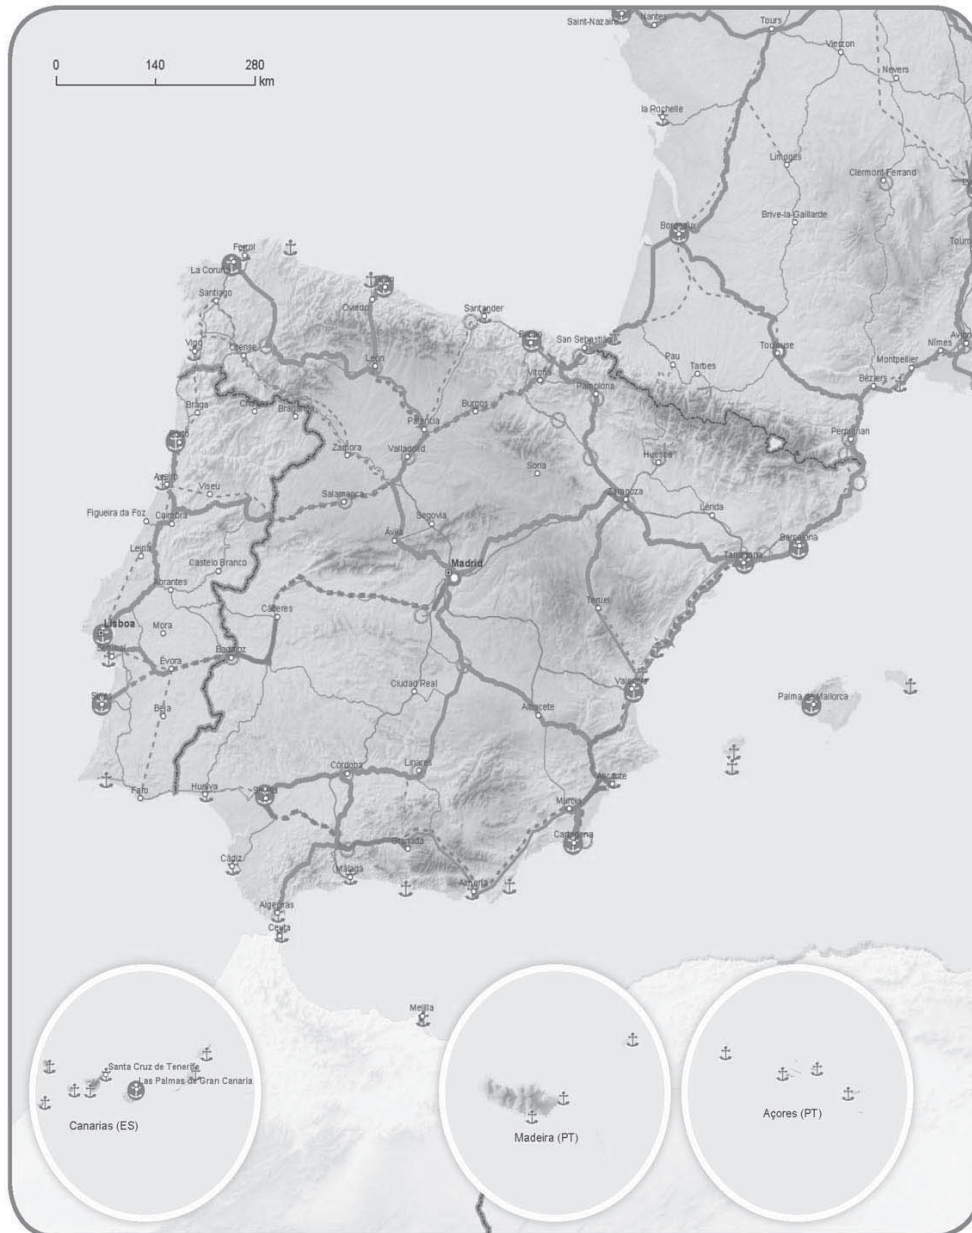 Saint-Nazaire
Nantes
Tours
Vierzon
0 140 280
km
Nevers
la Rochelle
Limoges
Clermont-Ferrand
Brive-la-Gaillarde
Bordeaux
Ferrol
La Coruña
Santiago
Oviedo
Santander
Bilbao
San Sebastião
Toulouse
Nîmes
Vigo
Orense
León
Vitoria
Pau
Tarbes
Montpellier
Béziers
Pamplona
Braga
Bragança
Burgos
Palencia
Perpignan
Porto
Zamora
Valladolid
Huesca
Soria
Aveiro
Viseu
Salamanca
Zaragoza
Lérida
Figueira da Foz
Coimbra
Segovia
Ávila
Barcelona
Leiria
Tarragona
Castelo Branco
Madrid
Abrantes
Cáceres
Teruel
Lisboa
Mora
Setúbal
Évora
Badajoz
Ciudad Real
Valencia
Palma de Mallorca
Sines
Beja
Albacete
Córdoba
Linares
Alicante
Faro
Huelva
Sevilla
Murcia
Cartagena
Granada
Cádiz
Málaga
Almería
Algeciras
Ceuta
Melilla
Santa Cruz de Tenerife
Las Palmas de Gran Canaria
Canarias (ES)
Madeira (PT)
Açores (PT)